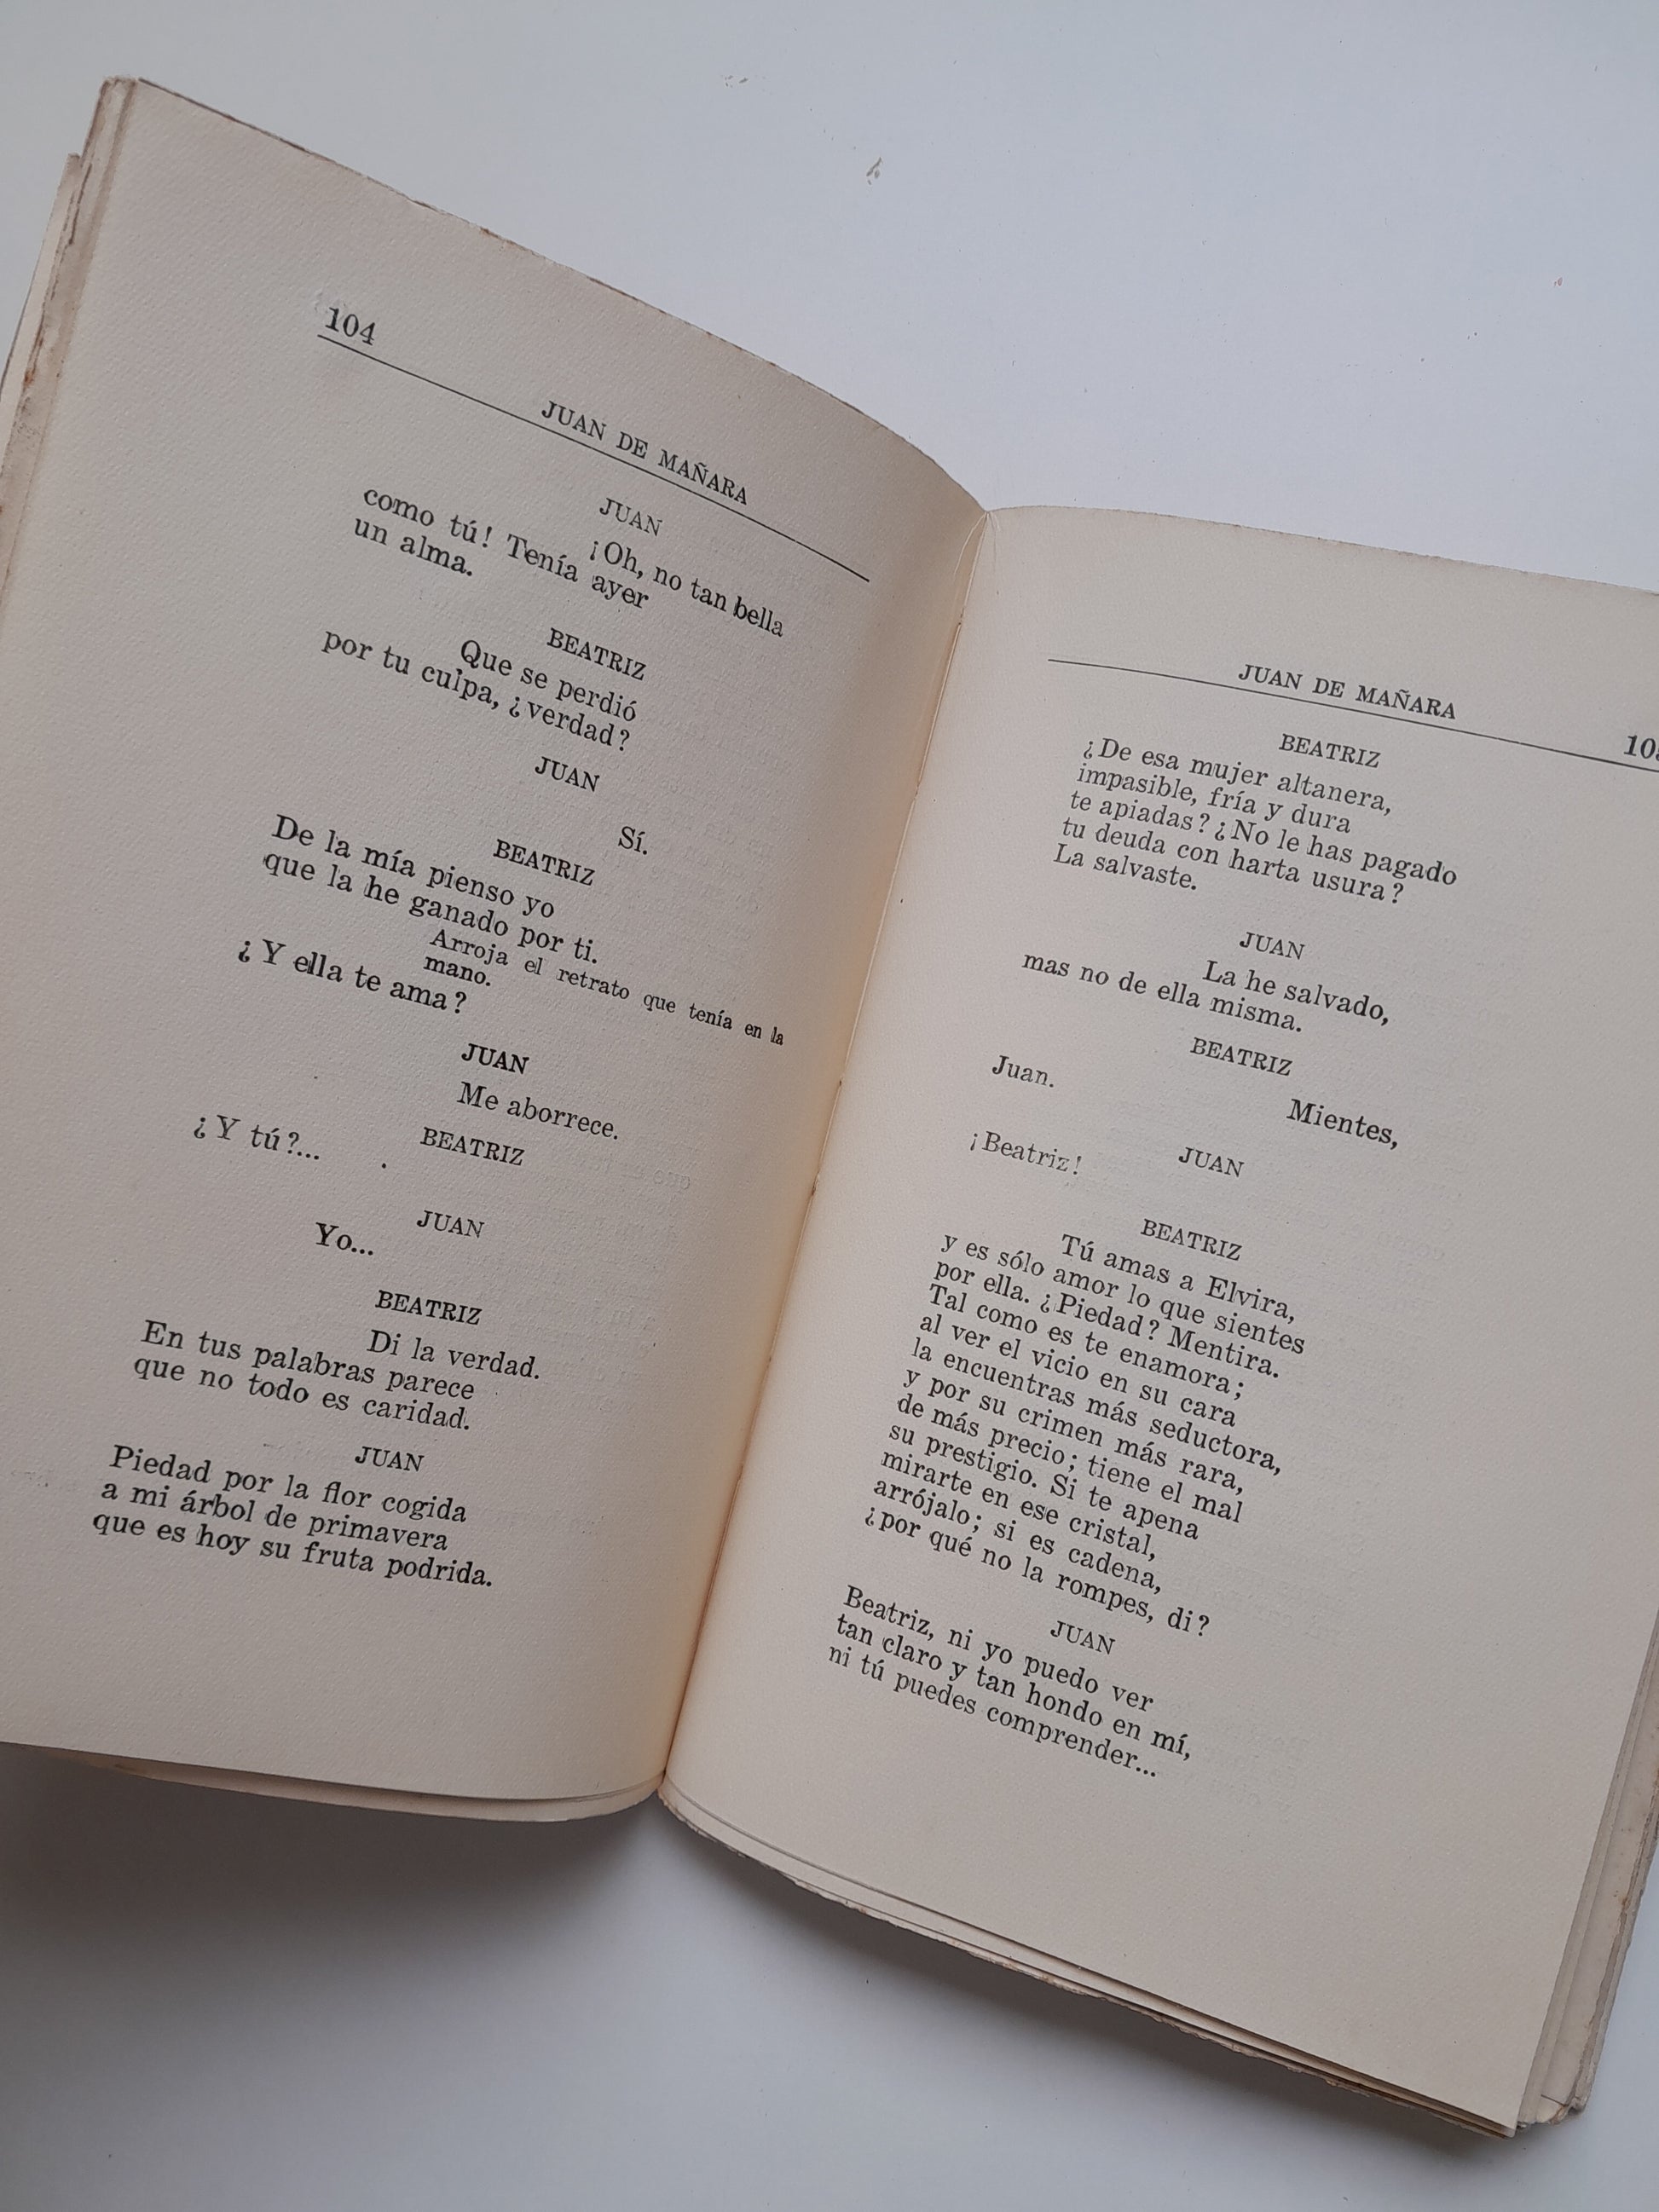 104
JUAN DE MAÑARA
JUAN
¡Oh, no tan bella
como tú! Tenía ayer
un alma.
BEATRIZ
Que se perdió
por tu culpa, ¿verdad?
JUAN
Sí.
BEATRIZ
De la mía pienso yo
que la he ganado por ti.
Arroja el retrato que tenía en la
mano.
¿Y ella te ama?
JUAN
Me aborrece.
BEATRIZ
¿Y tú?...
JUAN
Yo...
BEATRIZ
Di la verdad.
En tus palabras parece
que no todo es caridad.
JUAN
Piedad por la flor cogida
a mi árbol de primavera
que es hoy su fruta podrida.
JUAN DE MAÑARA
BEATRIZ
¿De esa mujer altanera,
impasible, fría y dura
te apiadas? ¿No le has pagado
tu deuda con harta usura?
La salvaste.
JUAN
La he salvado,
mas no de ella misma.
BEATRIZ
Mientes,
Juan.
JUAN
¡Beatriz!
BEATRIZ
Tú amas a Elvira,
y es sólo amor lo que sientes
por ella. ¿Piedad? Mentira.
Tal como es te enamora;
al ver el vicio en su cara
la encuentras más seductora,
y por su crimen más rara,
de más precio; tiene el mal
su prestigio. Si te apena
mirarte en ese cristal,
arrójalo; si es cadena,
¿por qué no la rompes, di?
JUAN
Beatriz, ni yo puedo ver
tan claro y tan hondo en mí,
ni tú puedes comprender...